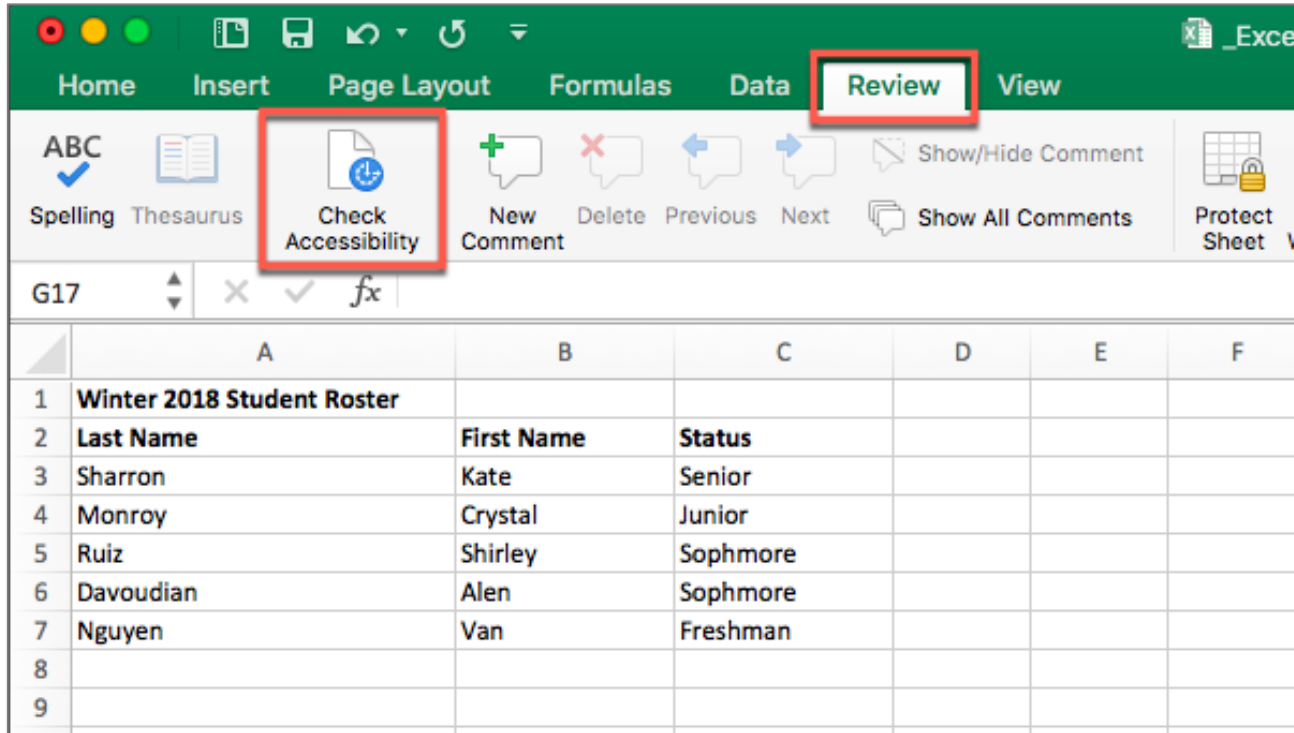 _Exce
Home Insert Page Layout Formulas Data Review View
ABC
Spelling Thesaurus Check Accessibility New Comment Delete Previous Next Show/Hide Comment
Show All Comments
Protect Sheet
G17 fx
A B C D E F
1 Winter 2018 Student Roster
2 Last Name First Name Status
3 Sharron Kate Senior
4 Monroy Crystal Junior
5 Ruiz Shirley Sophmore
6 Davoudian Alen Sophmore
7 Nguyen Van Freshman
8
9